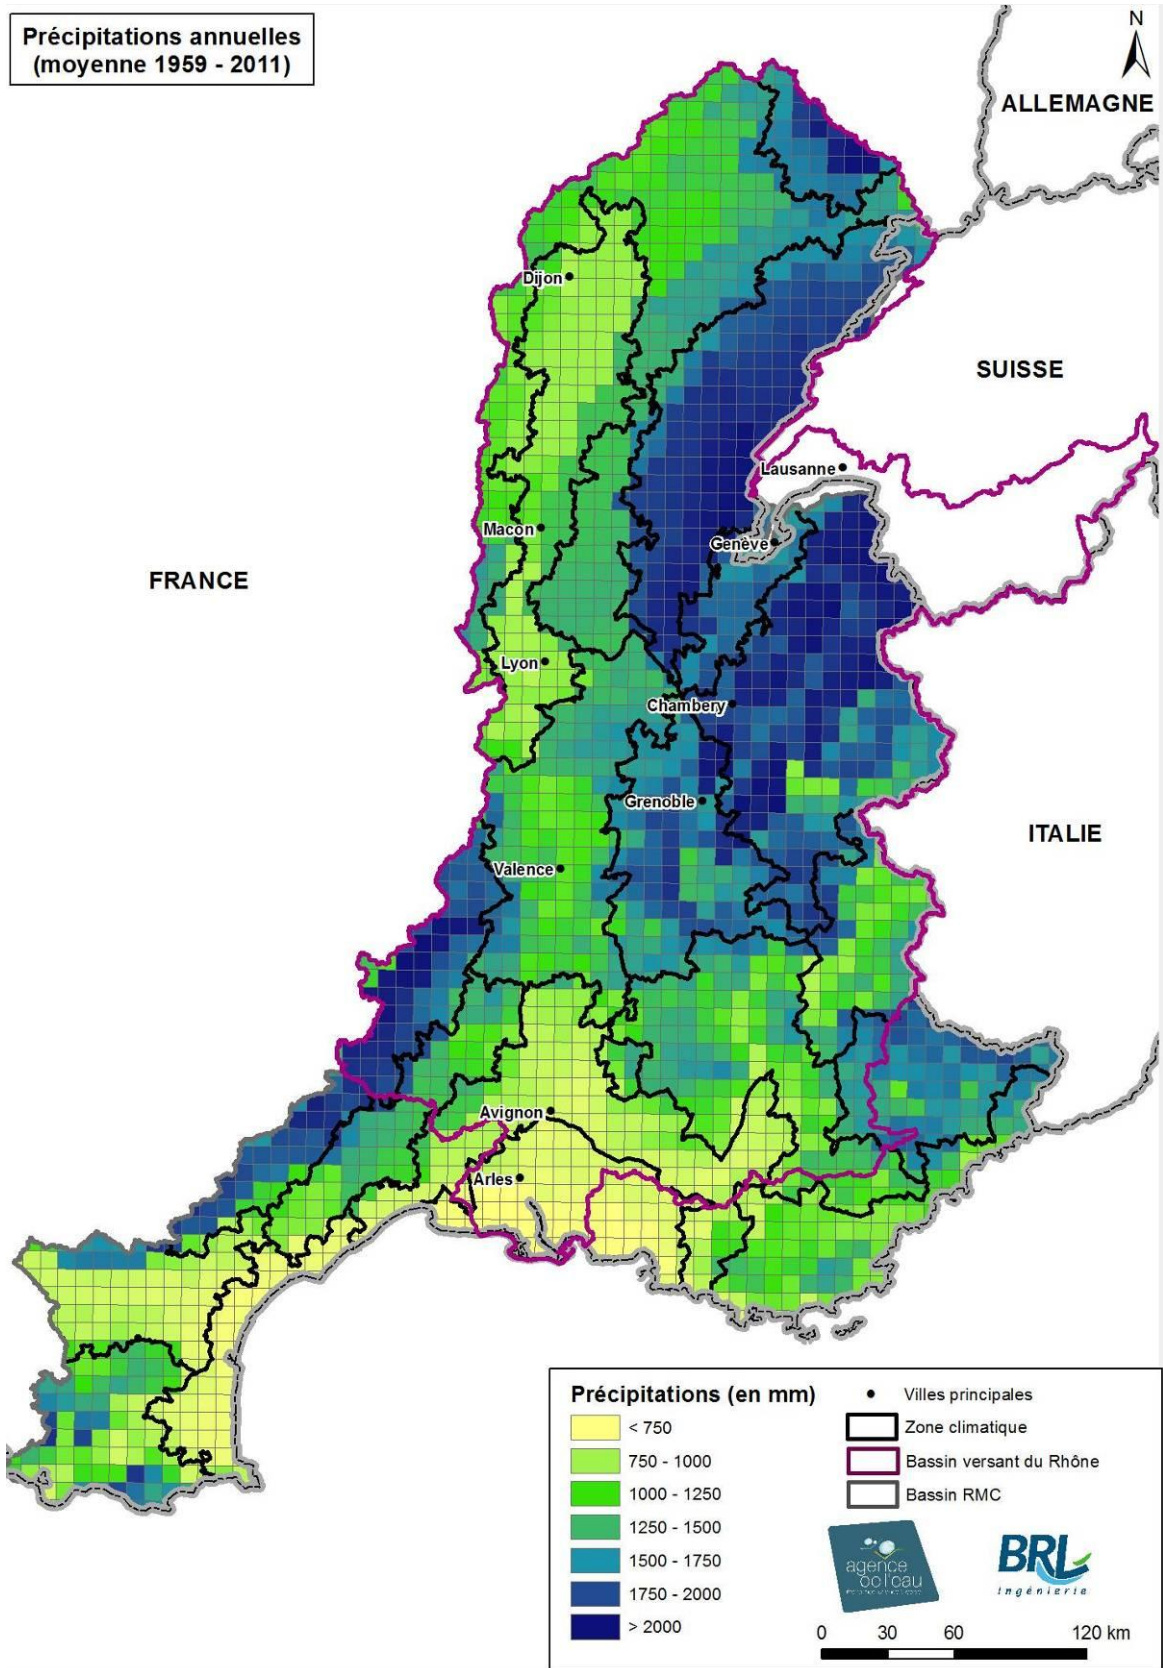 Précipitations annuelles
(moyenne 1959 - 2011)
N
ALLEMAGNE
Dijon
SUISSE
Lausanne
Macon
Genève
FRANCE
Lyon
Chambery
Grenoble
ITALIE
Valence
Avignon
Arles
Précipitations (en mm)
< 750
750 - 1000
1000 - 1250
1250 - 1500
1500 - 1750
1750 - 2000
> 2000
Villes principales
Zone climatique
Bassin versant du Rhône
Bassin RMC
agence
de l'eau
BRL
Ingénierie
0 30 60 120 km